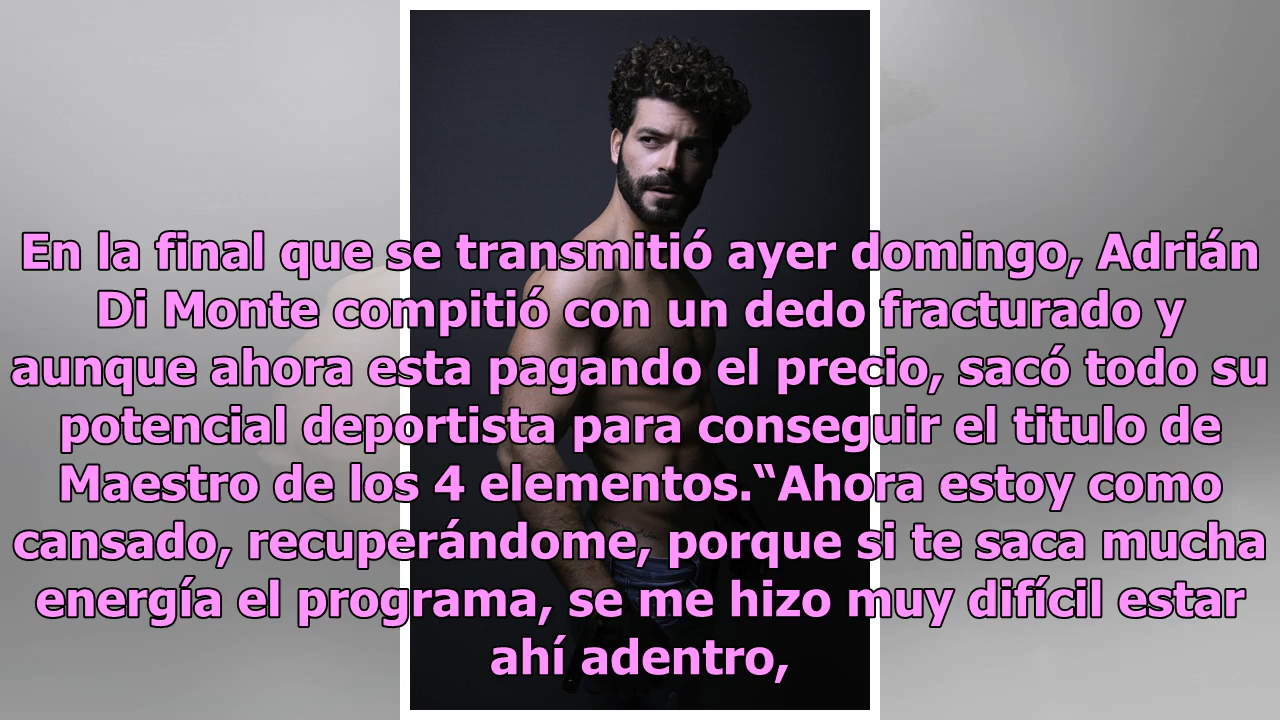 En la final que se transmitió ayer domingo, Adrián
Di Monte compitió con un dedo fracturado y
aunque ahora esta pagando el precio, sacó todo su
potencial deportista para conseguir el titulo de
Maestro de los 4 elementos.“Ahora estoy como
cansado, recuperándome, porque si te saca mucha
energía el programa, se me hizo muy difícil estar
ahí adentro,